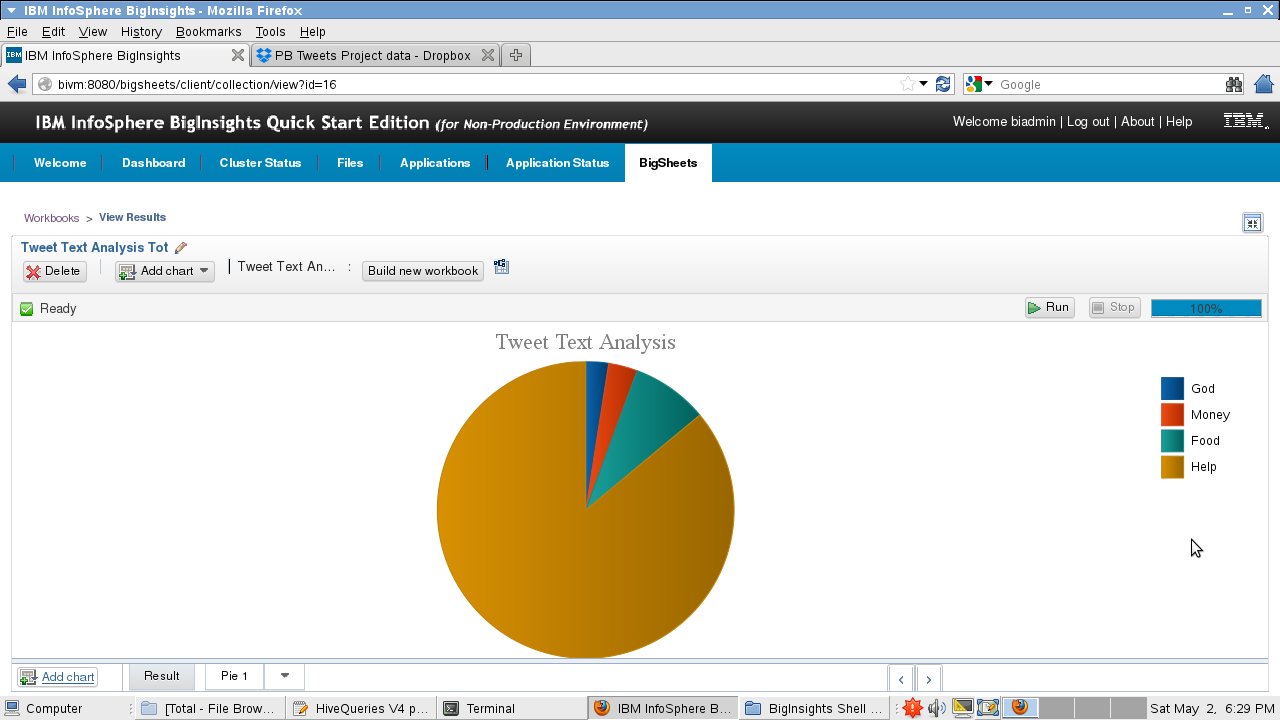 IBM InfoSphere BigInsights - Mozilla Firefox
File Edit View History Bookmarks Tools Help
IBM IBM InfoSphere BigInsights PB Tweets Project data - Dropbox
bivm:8080/bigsheets/client/collection/view?id=16 Google
IBM InfoSphere BigInsights Quick Start Edition (for Non-Production Environment) Welcome biadmin | Log out | About | Help IBM.
Welcome Dashboard Cluster Status Files Applications Application Status BigSheets
Workbooks > View Results
Tweet Text Analysis Tot
Delete Add chart Tweet Text An... : Build new workbook
Ready Run Stop 100%
Tweet Text Analysis
God
Money
Food
Help
Add chart Result Pie 1 < >
Computer [Total - File Brow... HiveQueries V4 p... Terminal IBM InfoSphere B... BigInsights Shell ... Sat May 2, 6:29 PM